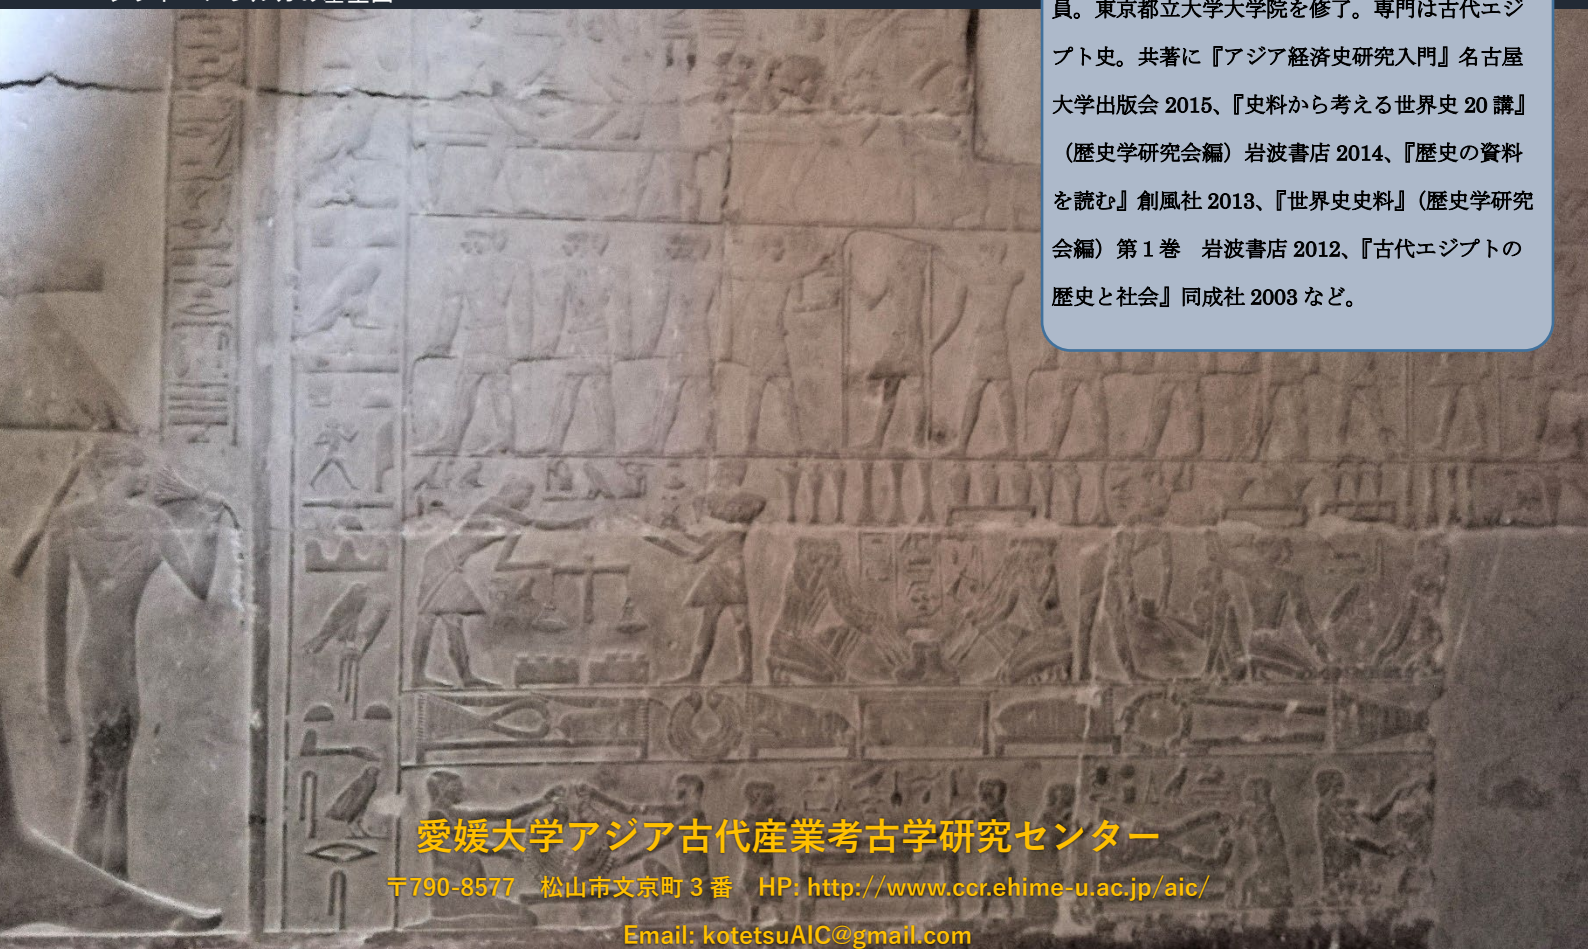 員。東京都立大学大学院を修了。専門は古代エジ
プト史。共著に『アジア経済史研究入門』名古屋
大学出版会 2015、『史料から考える世界史 20 講』
（歴史学研究会編）岩波書店 2014、『歴史の資料
を読む』創風社 2013、『世界史史料』（歴史学研究
会編）第 1 巻　岩波書店 2012、『古代エジプトの
歴史と社会』同成社 2003 など。
愛媛大学アジア古代産業考古学研究センター
〒790-8577　松山市文京町 3 番　HP: http://www.ccr.ehime-u.ac.jp/aic/
Email: kotetsuAIC@gmail.com